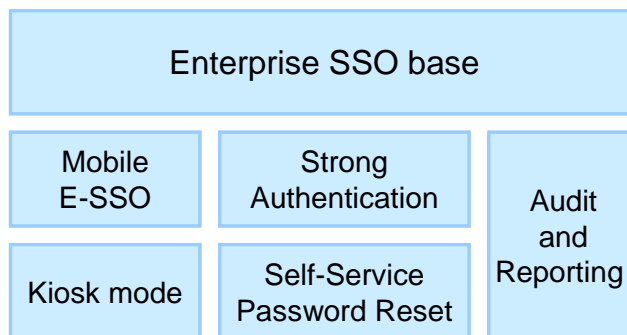 Enterprise SSO base
Mobile
E-SSO
Strong
Authentication
Audit
and
Reporting
Kiosk mode
Self-Service
Password Reset